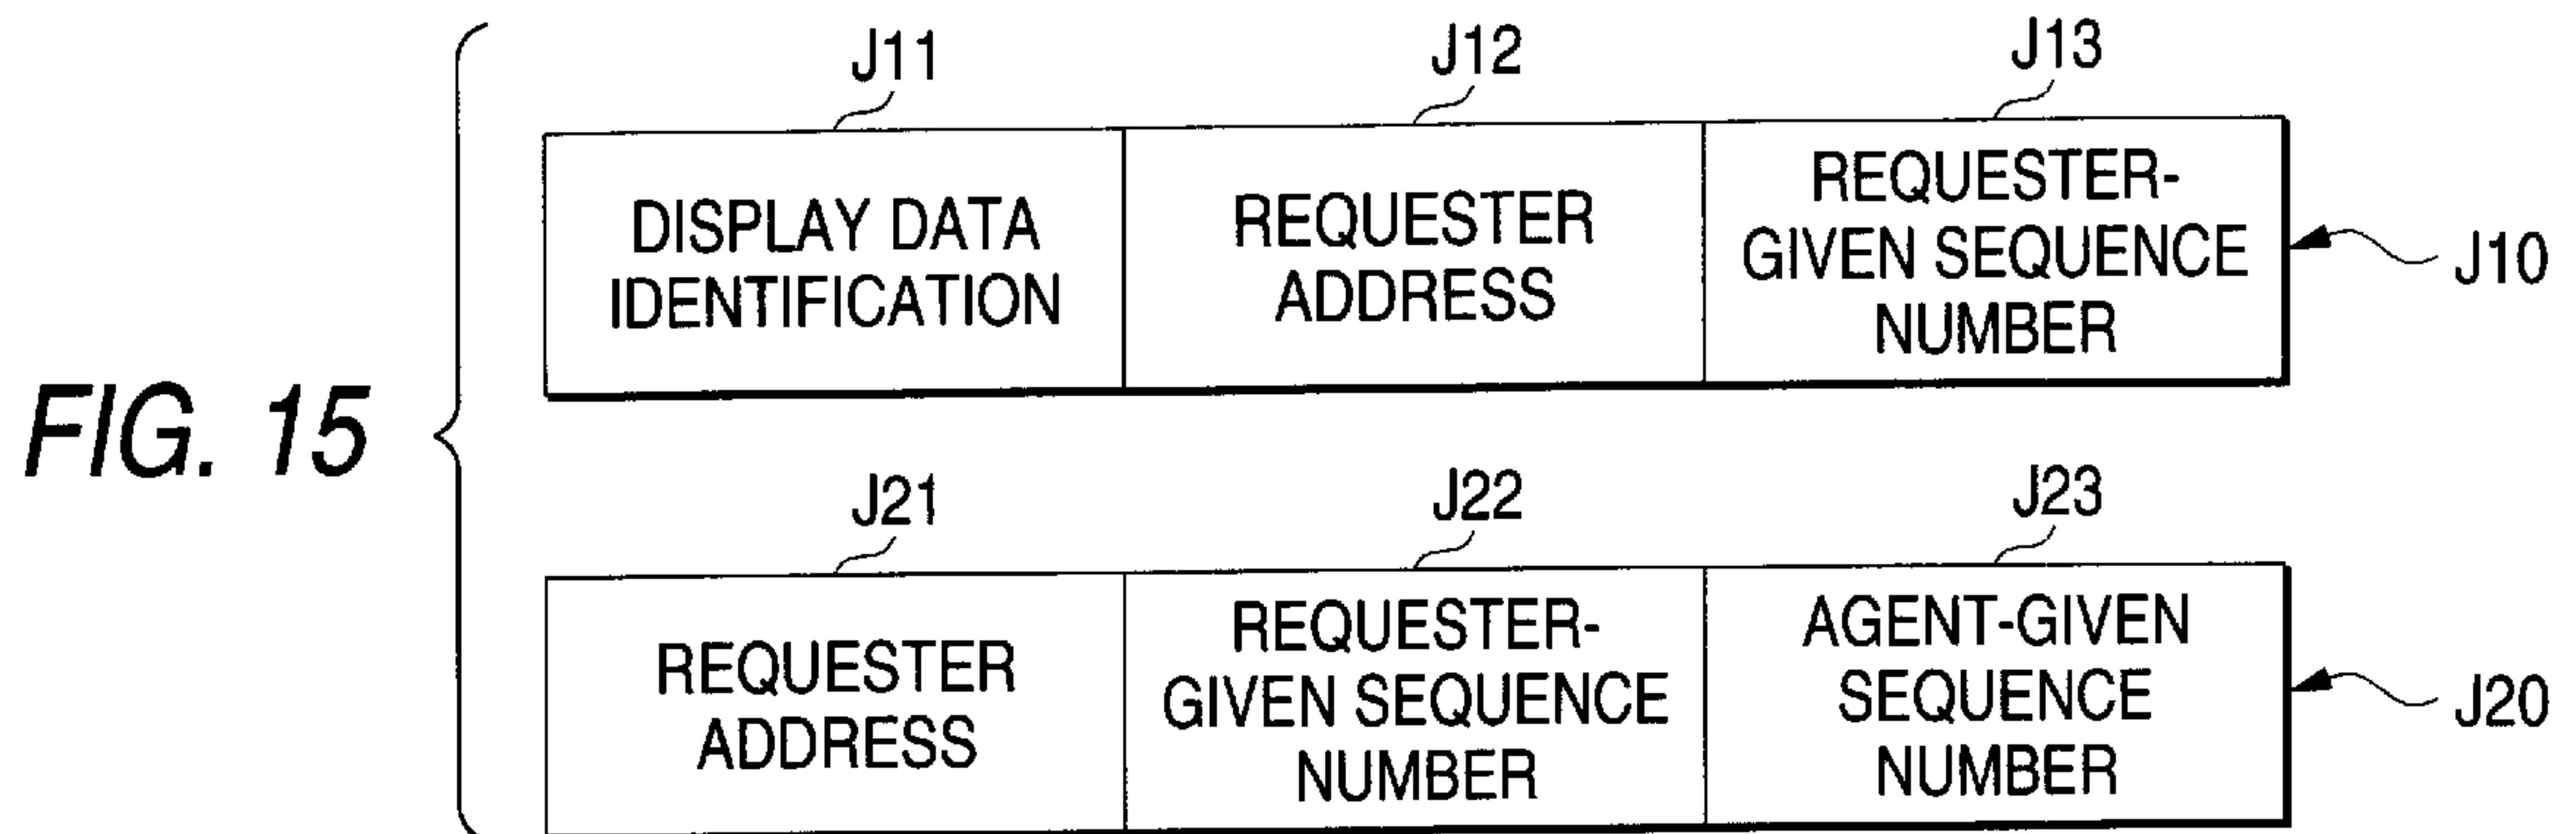 FIG. 15
J11
J12
J13
DISPLAY DATA
IDENTIFICATION
REQUESTER
ADDRESS
REQUESTER-
GIVEN SEQUENCE
NUMBER
J10
J21
J22
J23
REQUESTER
ADDRESS
REQUESTER-
GIVEN SEQUENCE
NUMBER
AGENT-GIVEN
SEQUENCE
NUMBER
J20